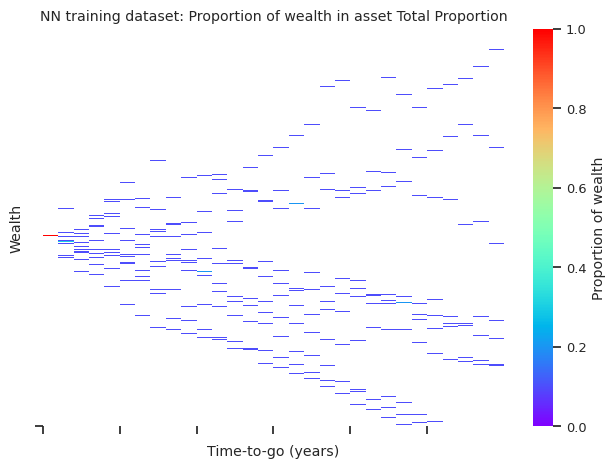 NN training dataset: Proportion of wealth in asset Total Proportion
Wealth
Time-to-go (years)
1.0
0.8
0.6
0.4
0.2
0.0
Proportion of wealth